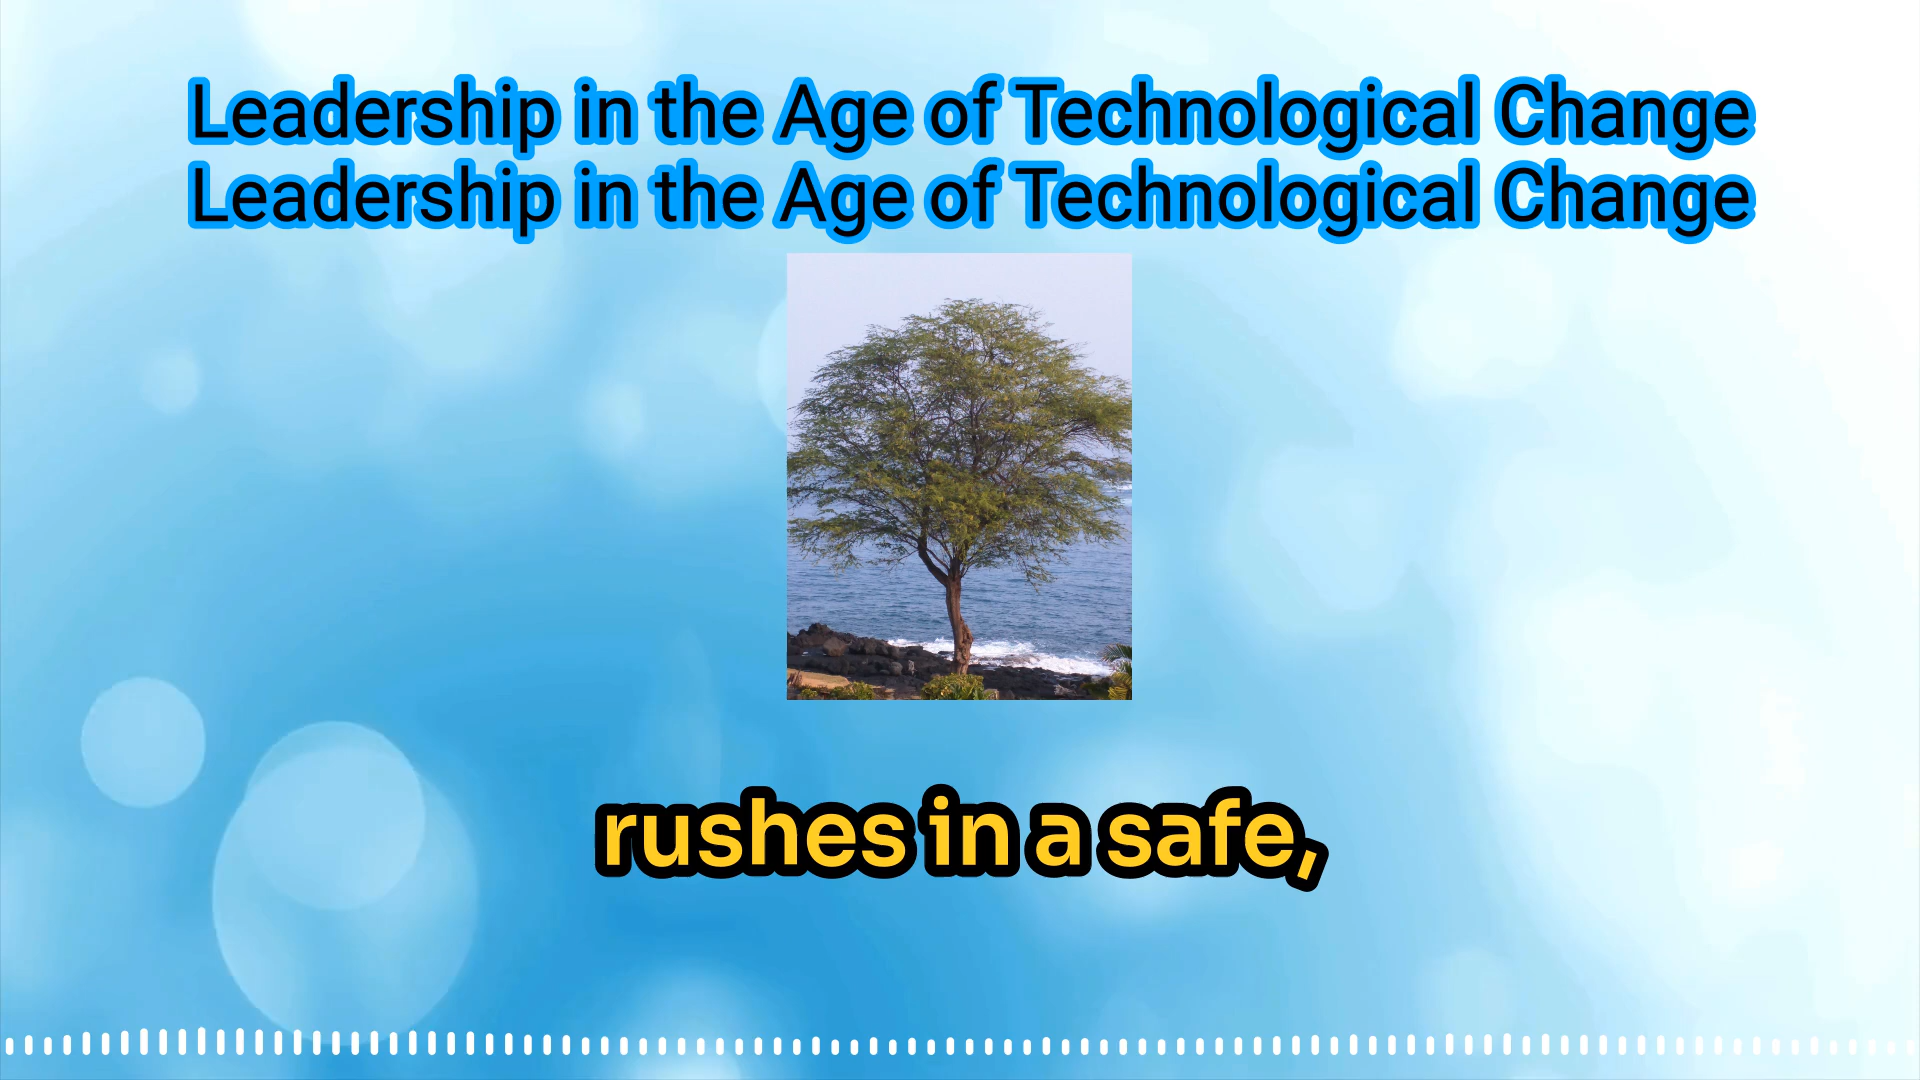 Leadership in the Age of Technological Change
Leadership in the Age of Technological Change
rushes in a safe,